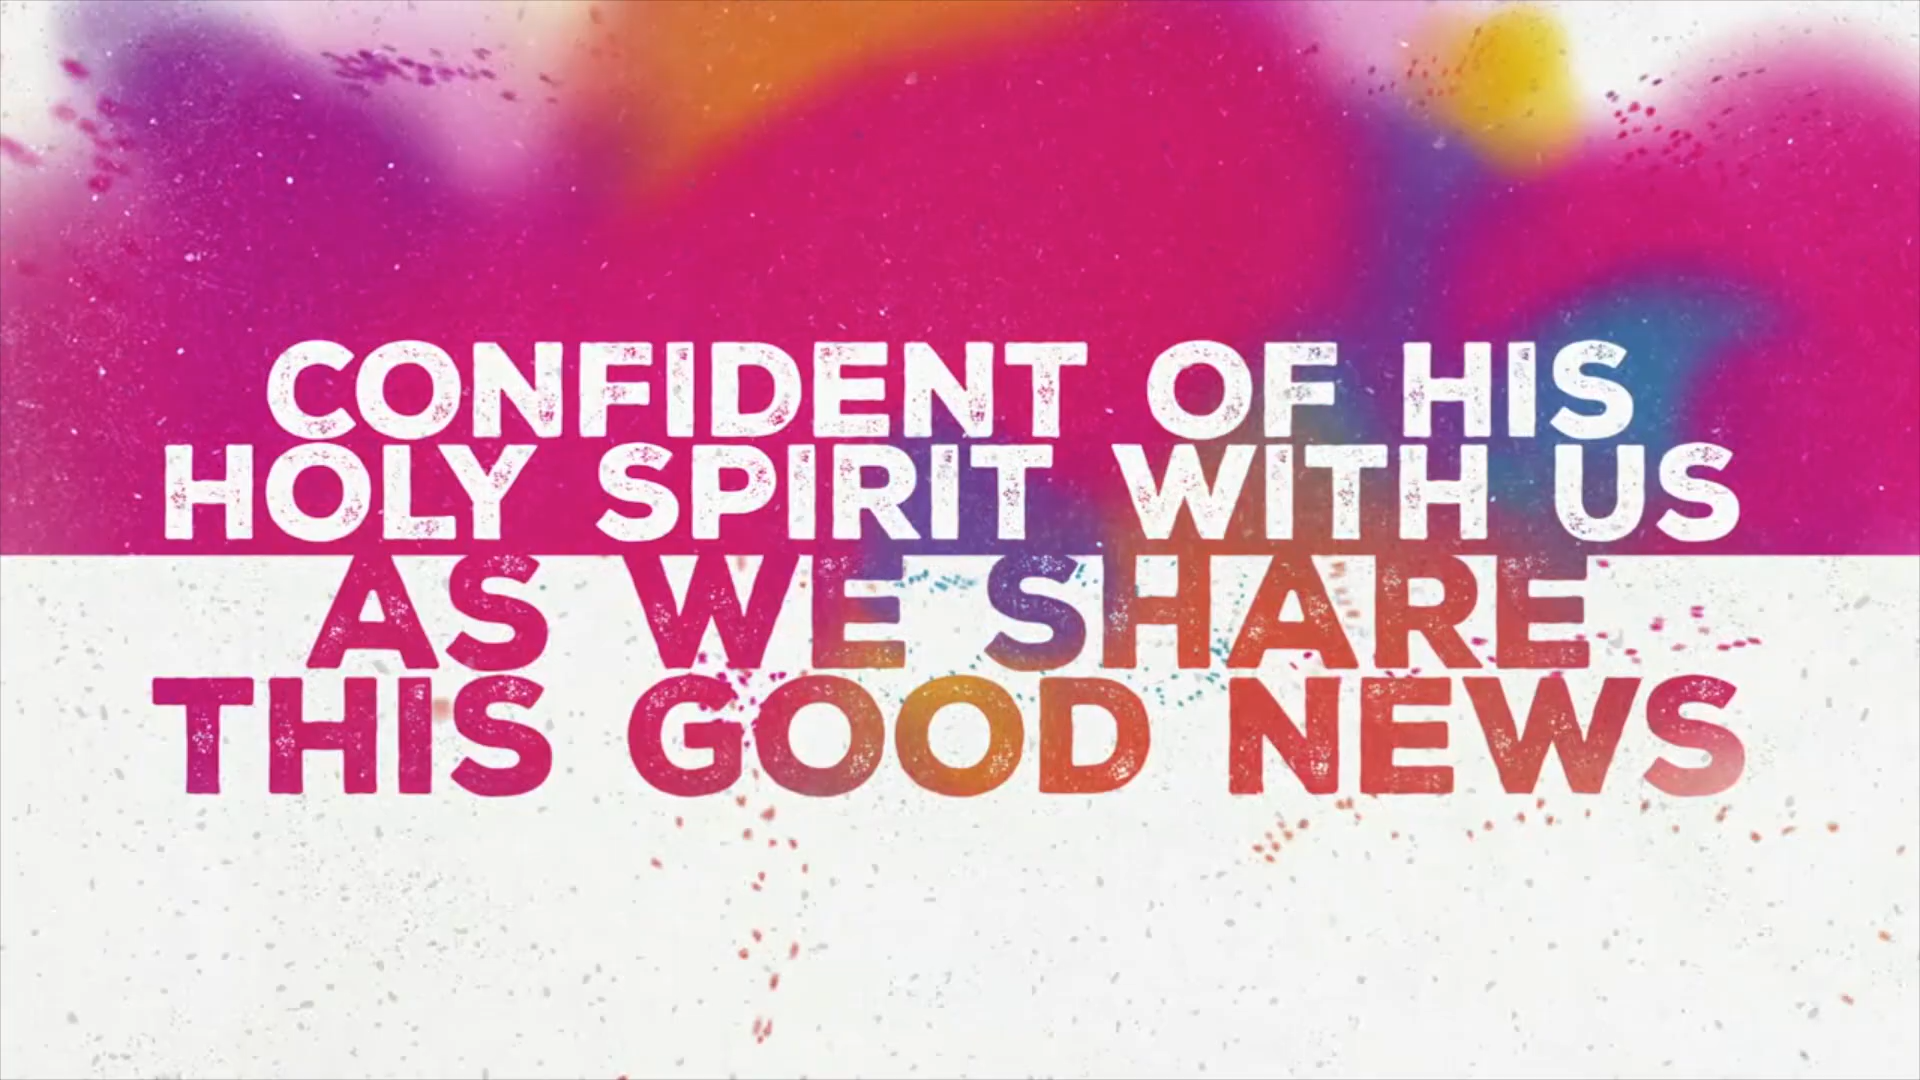 CONFIDENT OF HIS
HOLY SPIRIT WITH US
AS WE SHARE
THIS GOOD NEWS